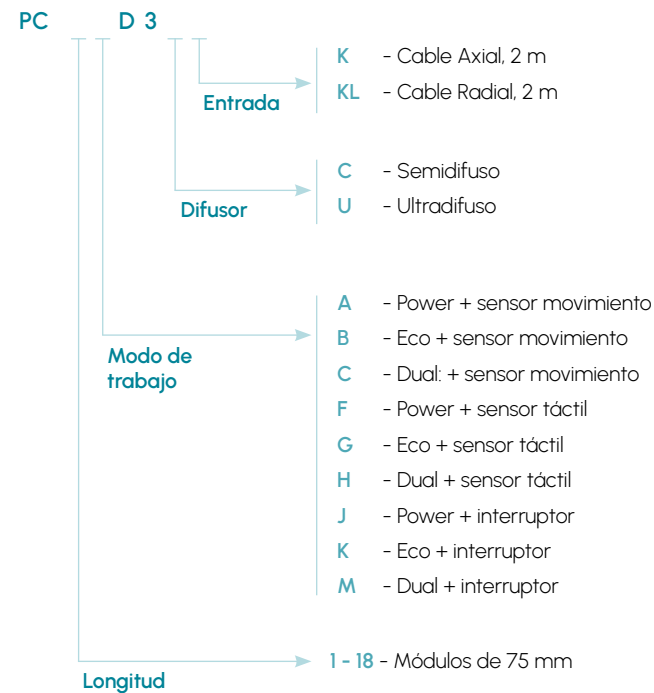 PC D 3
K - Cable Axial, 2 m
KL - Cable Radial, 2 m
Entrada
C - Semidifuso
U - Ultradifuso
Difusor
A - Power + sensor movimiento
B - Eco + sensor movimiento
C - Dual: + sensor movimiento
F - Power + sensor táctil
G - Eco + sensor táctil
H - Dual + sensor táctil
J - Power + interruptor
K - Eco + interruptor
M - Dual + interruptor
Modo de
trabajo
1 - 18 - Módulos de 75 mm
Longitud